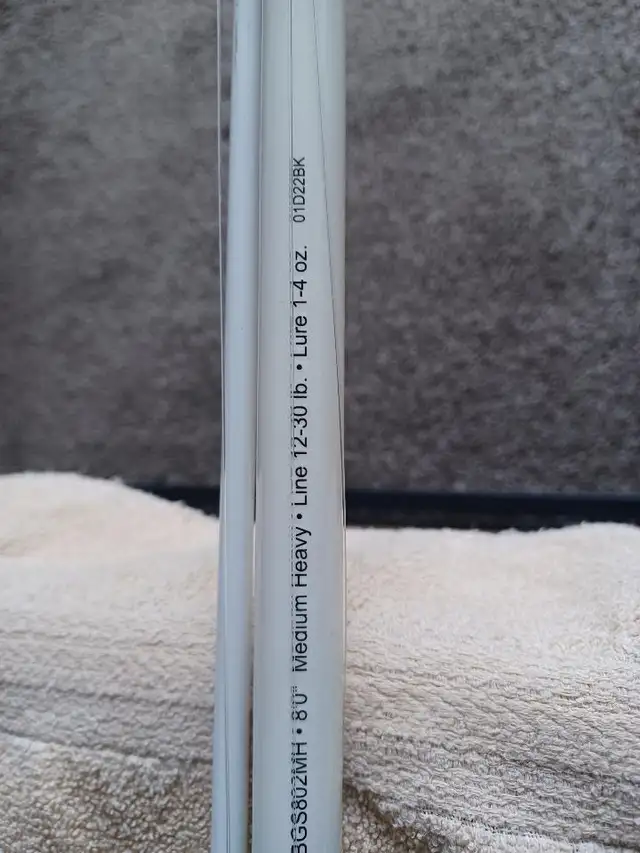 BGS802MH • 8'0" Medium Heavy • Line 12-30 lb. • Lure 1-4 oz. 01D22BK